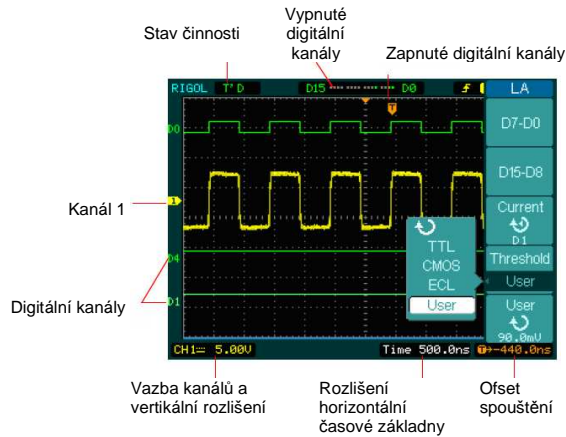 Vypnuté
digitální
kanály
Stav činnosti
Zapnuté digitální kanály
RIGOL T'D D15 D0 LA
D0
D7-D0
D15-D8
Kanál 1
1
Current
D1
TTL
CMOS
ECL
User
Threshold
User
D4
Digitální kanály
D1
User
90.0mV
CH1 5.00V Time 500.0ns T→-440.0ns
Vazba kanálů a
vertikální rozlišení
Rozlišení
horizontální
časové základny
Ofset
spouštění